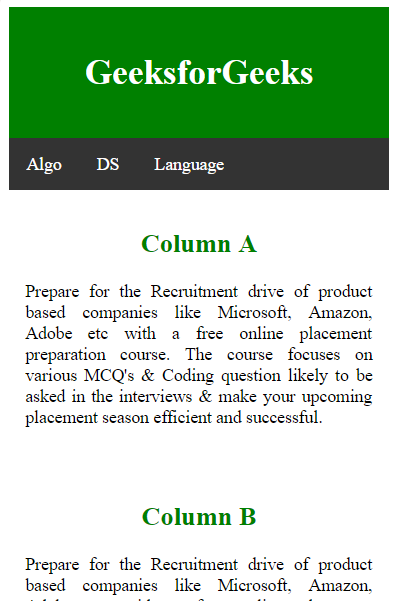 GeeksforGeeks
Algo DS Language
Column A
Prepare for the Recruitment drive of product
based companies like Microsoft, Amazon,
Adobe etc with a free online placement
preparation course. The course focuses on
various MCQ's & Coding question likely to be
asked in the interviews & make your upcoming
placement season efficient and successful.
Column B
Prepare for the Recruitment drive of product
based companies like Microsoft, Amazon,